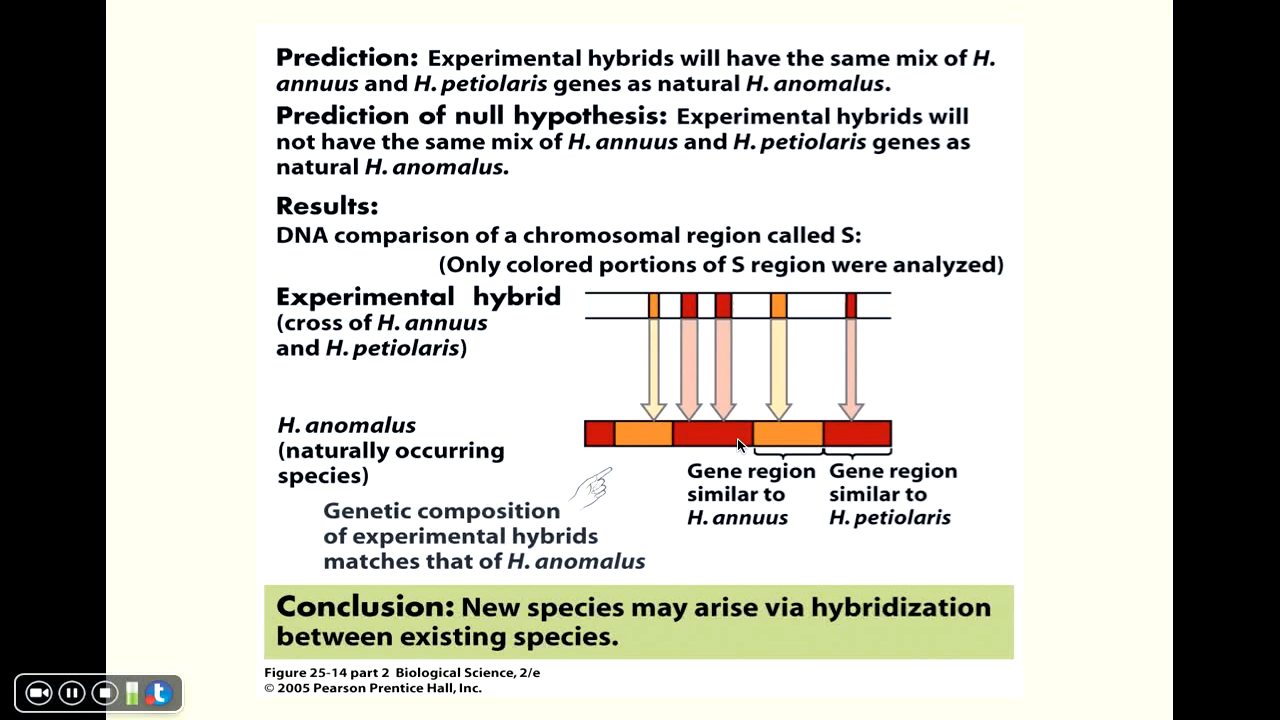 Prediction: Experimental hybrids will have the same mix of H.
annuus and H. petiolaris genes as natural H. anomalus.
Prediction of null hypothesis: Experimental hybrids will
not have the same mix of H. annuus and H. petiolaris genes as
natural H. anomalus.
Results:
DNA comparison of a chromosomal region called S:
(Only colored portions of S region were analyzed)
Experimental hybrid
(cross of H. annuus
and H. petiolaris)
H. anomalus
(naturally occurring
species)
Gene region
similar to
H. annuus
Gene region
similar to
H. petiolaris
Genetic composition
of experimental hybrids
matches that of H. anomalus
Conclusion: New species may arise via hybridization
between existing species.
Figure 25-14 part 2 Biological Science, 2/e
© 2005 Pearson Prentice Hall, Inc.
t